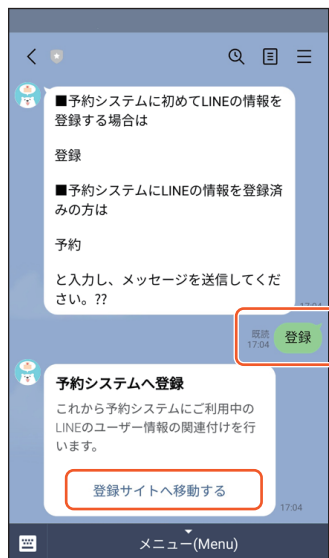 ■予約システムに初めてLINEの情報を
登録する場合は
登録
■予約システムにLINEの情報を登録済
みの方は
予約
と入力し、メッセージを送信してくだ
さい。??
17:04
既読
17:04
登録
予約システムへ登録
これから予約システムにご利用中の
LINEのユーザー情報の関連付けを行
います。
登録サイトへ移動する
17:04
メニュー(Menu)